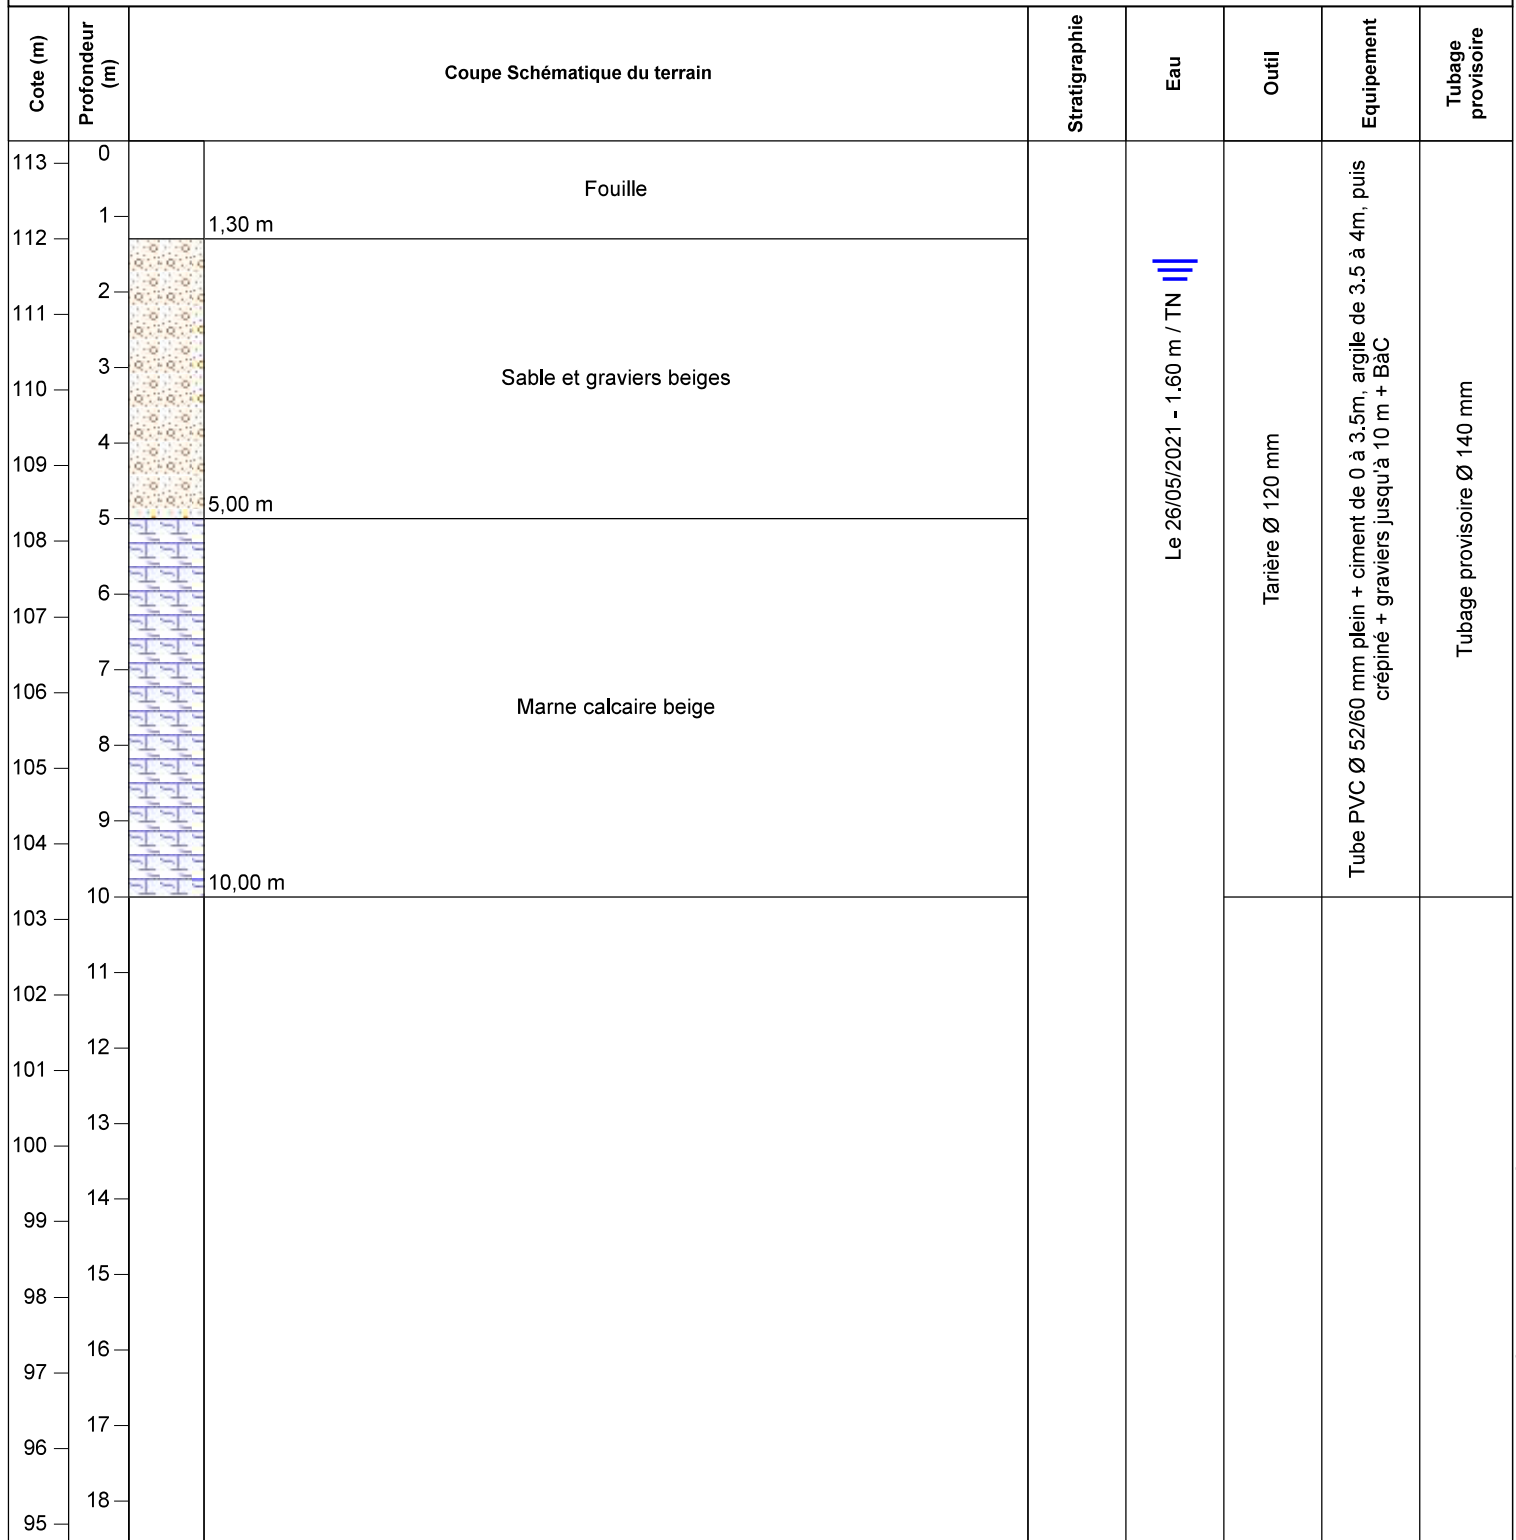 Cote (m)
Profondeur
(m)
Coupe Schématique du terrain
Stratigraphie
Eau
Outil
Equipement
Tubage
provisoire
113
0
Fouille
1
1,30 m
112
2
111
3
Sable et graviers beiges
110
4
109
5,00 m
5
108
6
107
7
106
Marne calcaire beige
8
105
9
104
10,00 m
10
103
11
102
12
101
13
100
14
99
15
98
16
97
17
96
18
95
Le 26/05/2021 - 1.60 m / TN
Tarière Ø 120 mm
Tube PVC Ø 52/60 mm plein + ciment de 0 à 3.5m, argile de 3.5 à 4m, puis
crépiné + graviers jusqu'à 10 m + BàC
Tubage provisoire Ø 140 mm